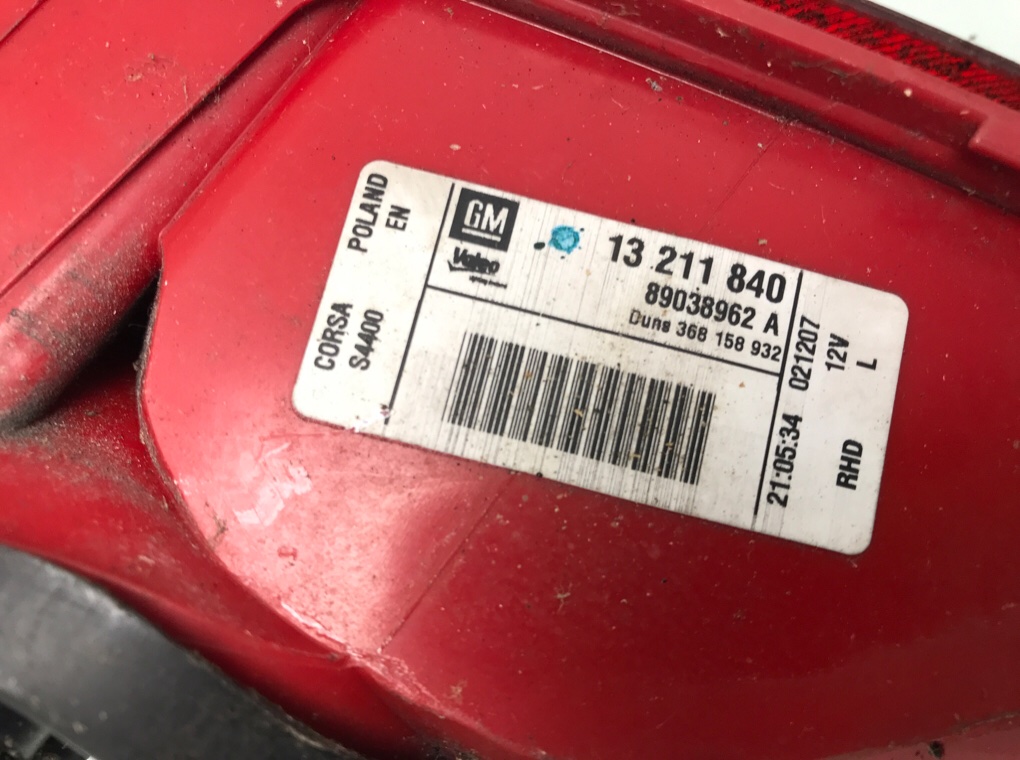 POLAND
EN
CORSA
S4400
GM
Valeo
13 211 840
89038962 A
Duns 368 158 932
21:05:34 021207
12V
L
RHD